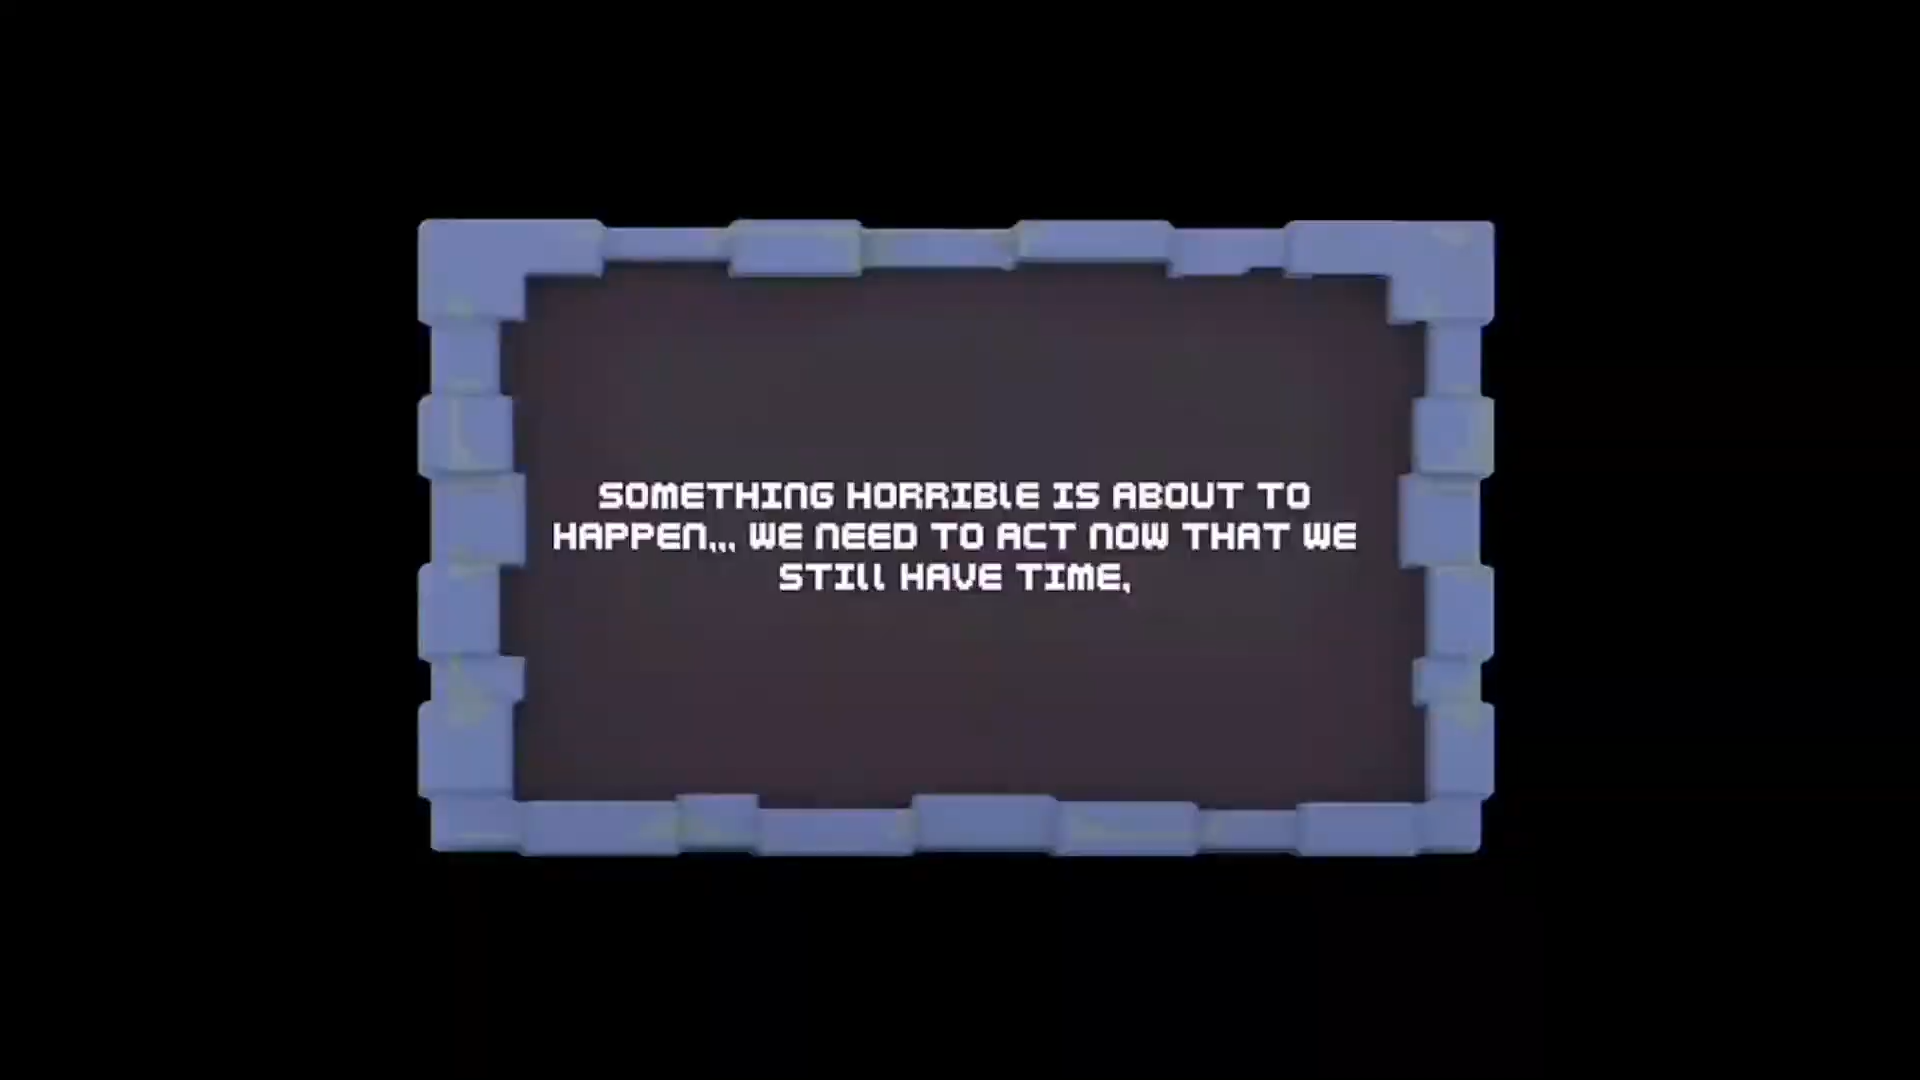 SOMETHING HORRIBlE IS ABOUT TO
HAPPEN,,, WE NEED TO ACT NOW THAT WE
STIll HAVE TIME,